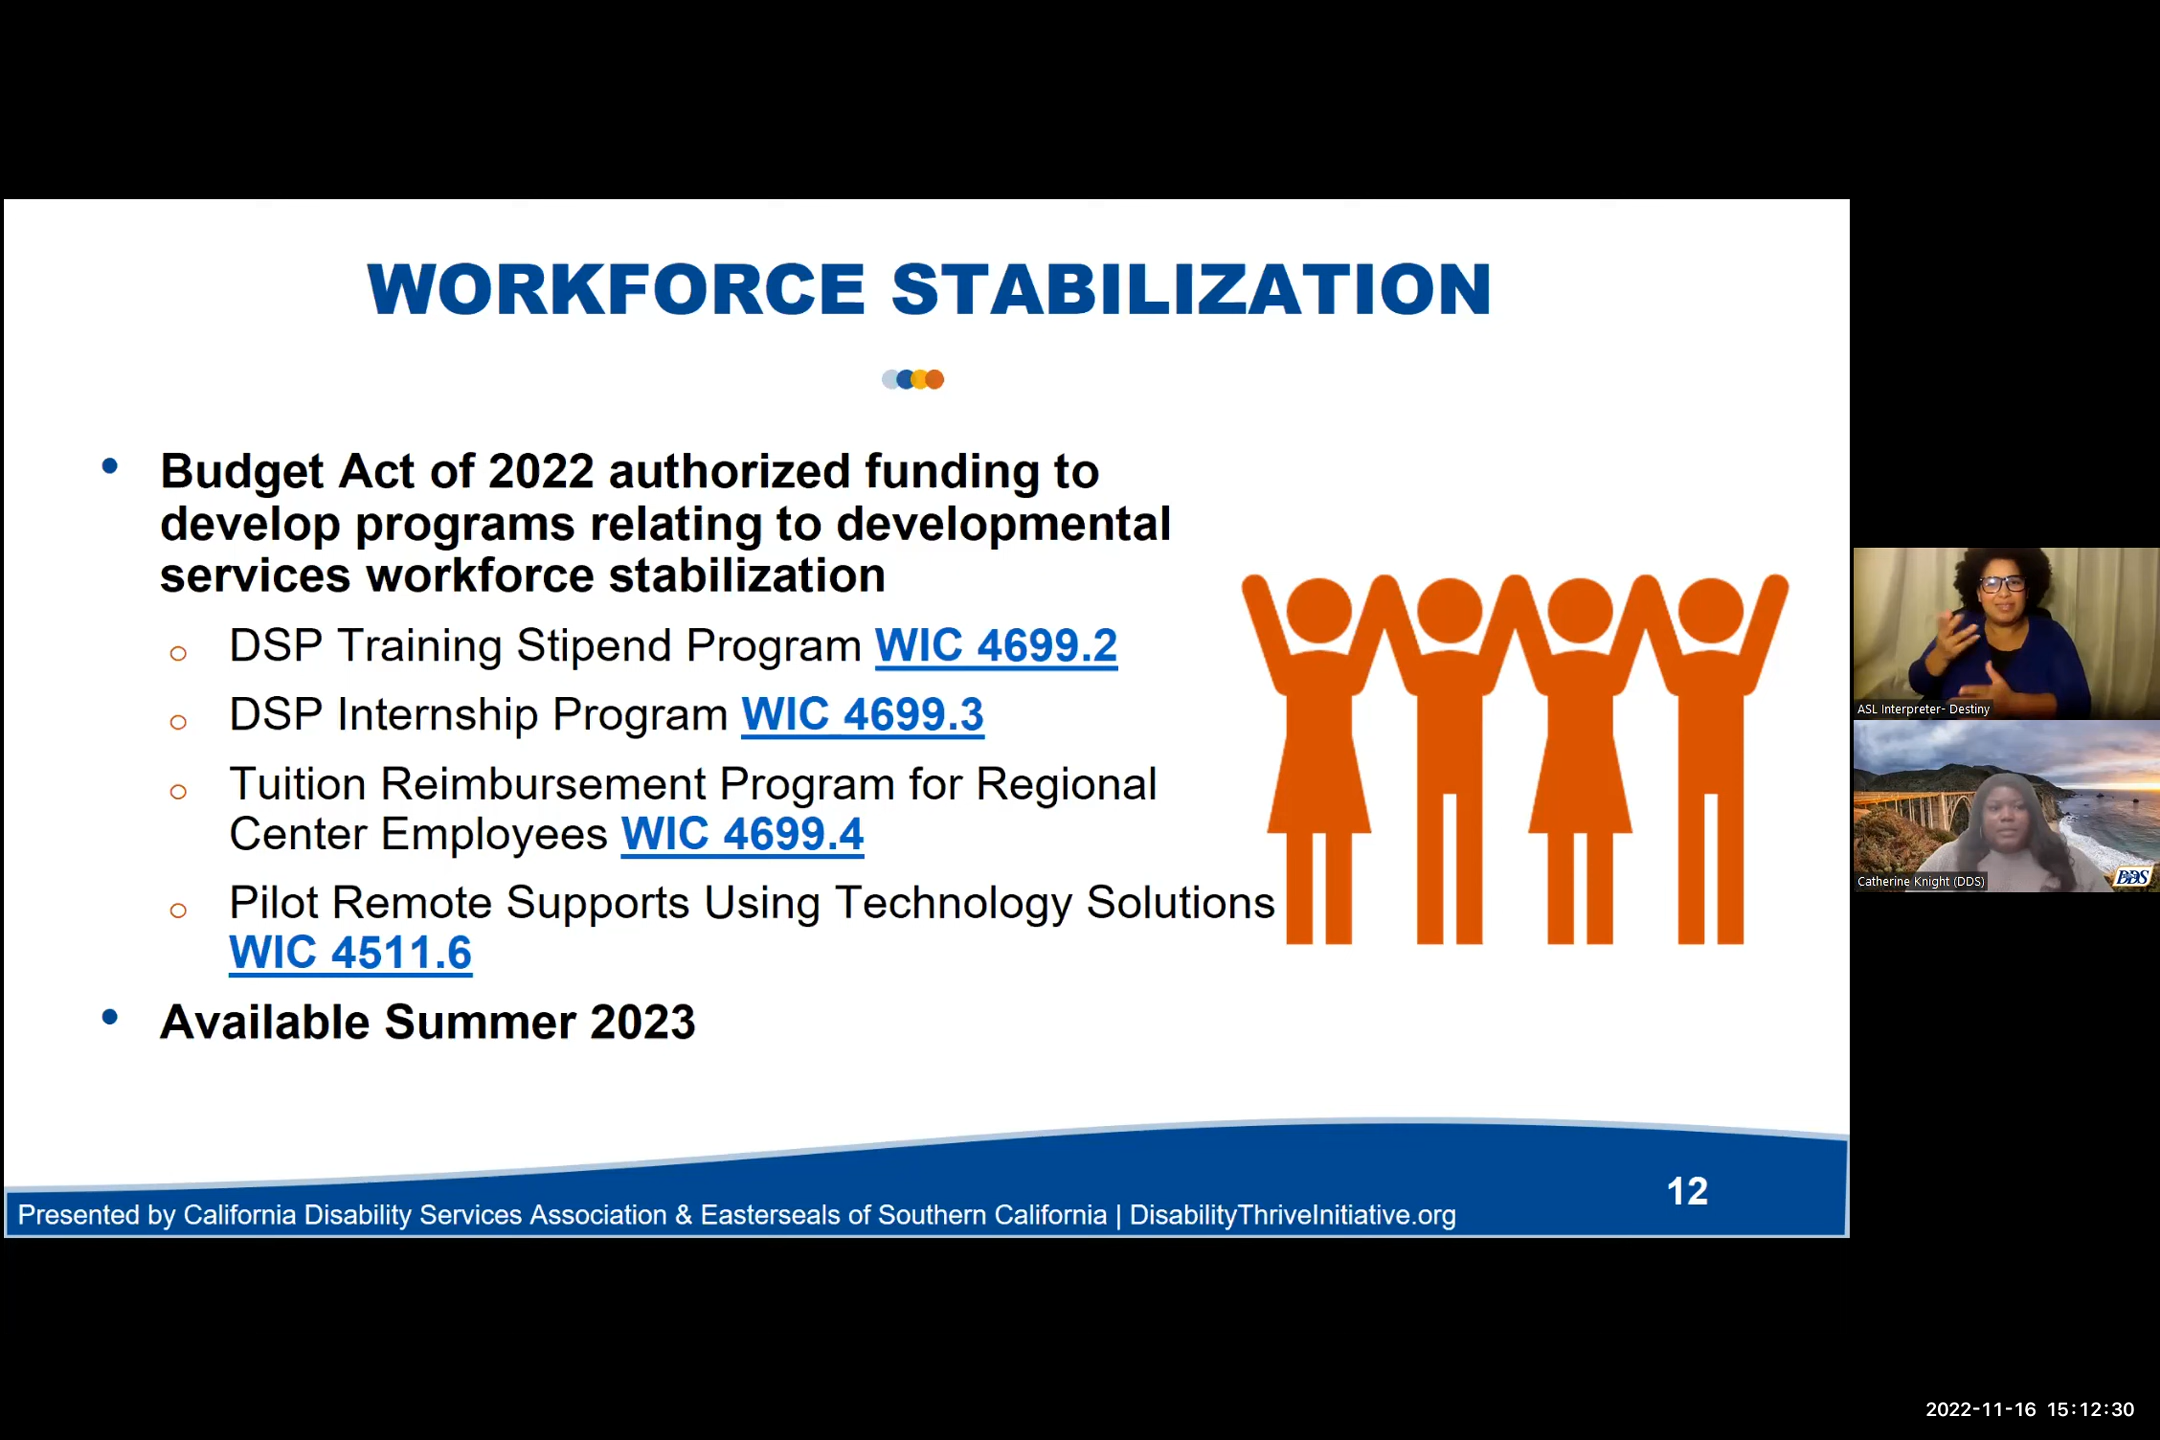 WORKFORCE STABILIZATION
• Budget Act of 2022 authorized funding to
develop programs relating to developmental
services workforce stabilization
o DSP Training Stipend Program WIC 4699.2
o DSP Internship Program WIC 4699.3
o Tuition Reimbursement Program for Regional
Center Employees WIC 4699.4
o Pilot Remote Supports Using Technology Solutions
WIC 4511.6
• Available Summer 2023
12
Presented by California Disability Services Association & Easterseals of Southern California | DisabilityThriveInitiative.org
ASL Interpreter- Destiny
DDS
Catherine Knight (DDS)
2022-11-16 15:12:30